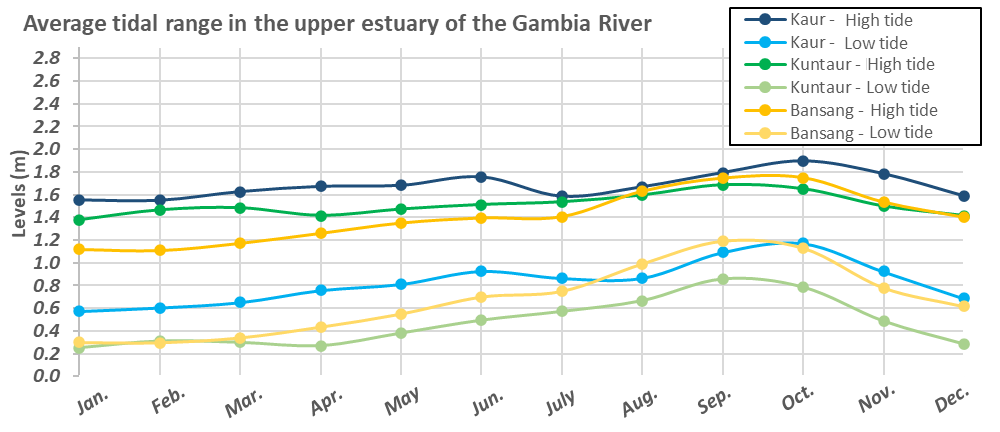 Average tidal range in the upper estuary of the Gambia River
Kaur - High tide
Kaur - Low tide
Kuntaur - High tide
Kuntaur - Low tide
Bansang - High tide
Bansang - Low tide
Levels (m)
2.8
2.6
2.4
2.2
2.0
1.8
1.6
1.4
1.2
1.0
0.8
0.6
0.4
0.2
0.0
Jan. Feb. Mar. Apr. May Jun. July Aug. Sep. Oct. Nov. Dec.